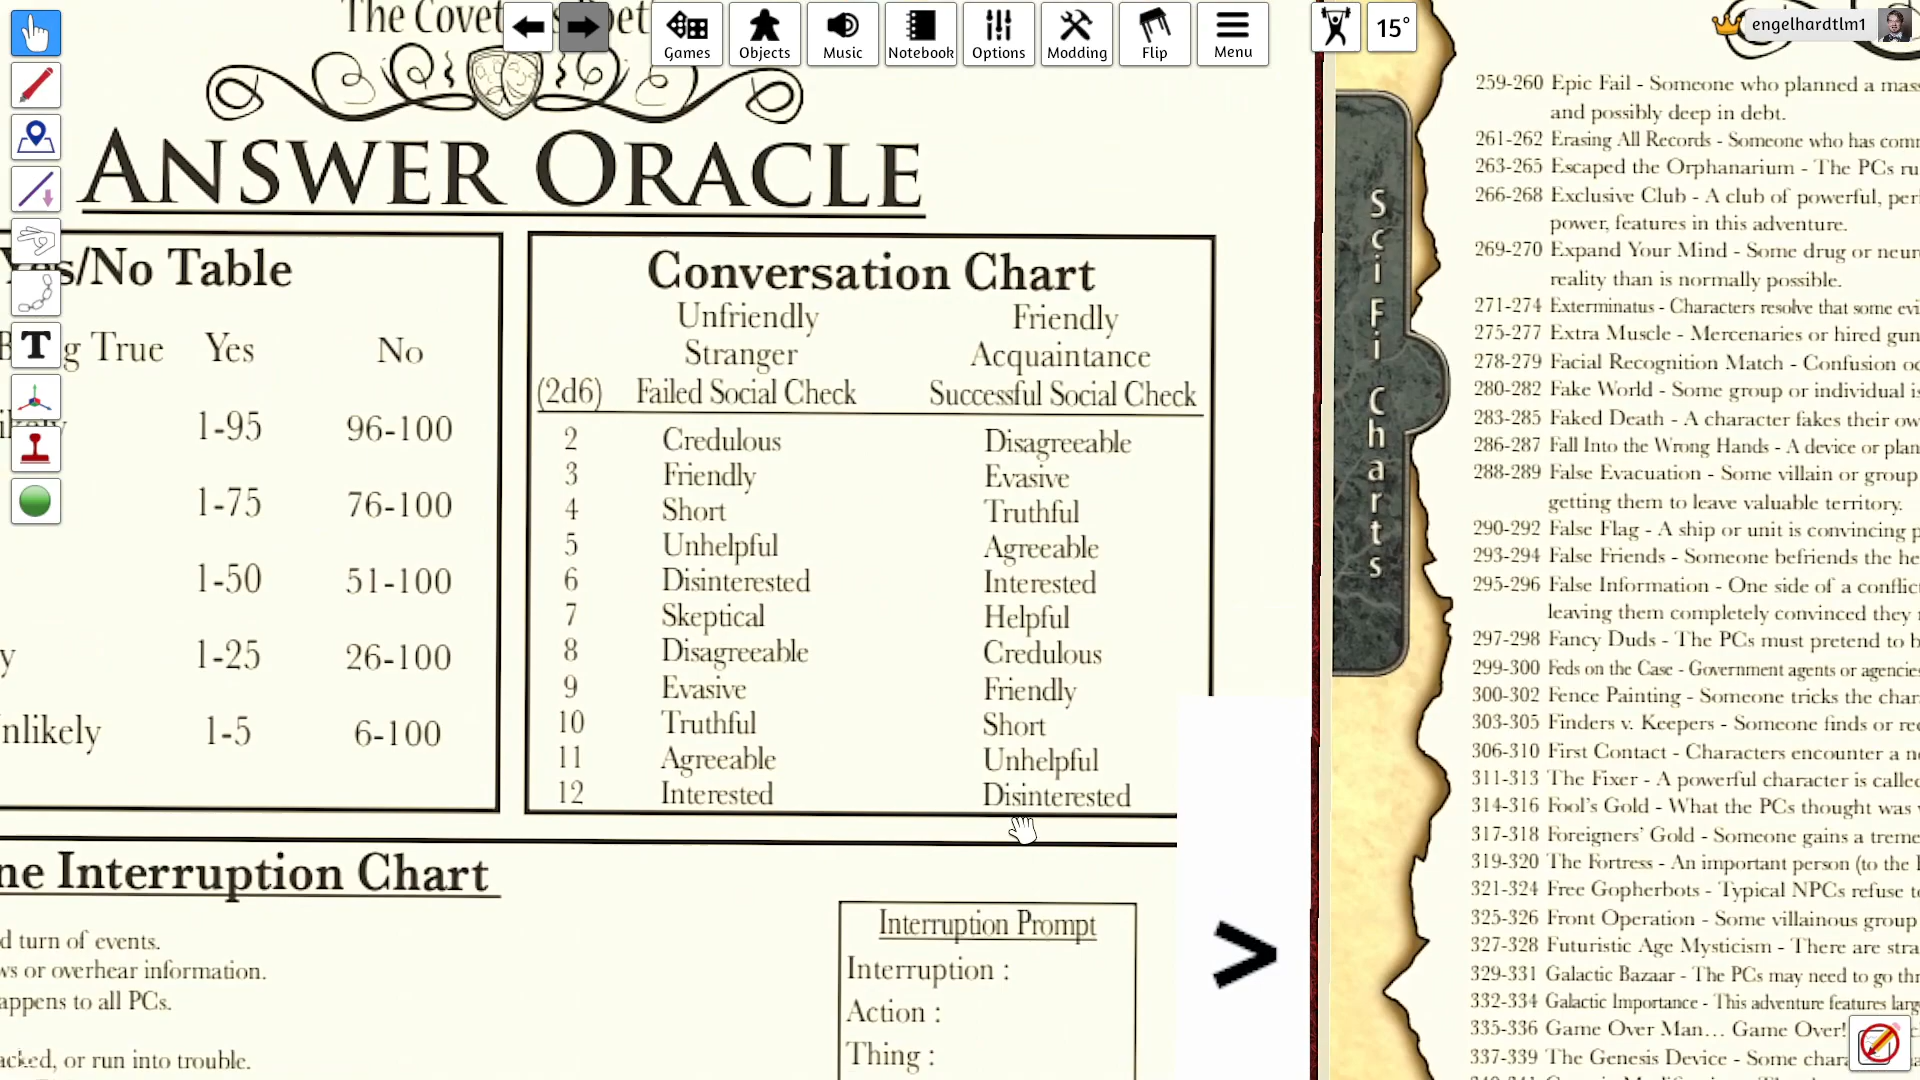 The
Games
Objects
Music
Notebook
Options
Modding
Flip
Menu
15°
engelhardtlm1
ANSWER ORACLE
/No Table
True Yes No
1-95 96-100
1-75 76-100
1-50 51-100
1-25 26-100
1-5 6-100
Conversation Chart
Unfriendly Friendly
Stranger Acquaintance
(2d6) Failed Social Check Successful Social Check
2 Credulous Disagreeable
3 Friendly Evasive
4 Short Truthful
5 Unhelpful Agreeable
6 Disinterested Interested
7 Skeptical Helpful
8 Disagreeable Credulous
9 Evasive Friendly
10 Truthful Short
11 Agreeable Unhelpful
12 Interested Disinterested
ne Interruption Chart
d turn of events.
ws or overhear information.
appens to all PCs.
acked, or run into trouble.
Interruption Prompt
Interruption :
Action :
Thing :
>
Sci Fi Charts
259-260 Epic Fail - Someone who planned a mas
and possibly deep in debt.
261-262 Erasing All Records - Someone who has com
263-265 Escaped the Orphanarium - The PCs ru
266-268 Exclusive Club - A club of powerful, per
power, features in this adventure.
269-270 Expand Your Mind - Some drug or neur
reality than is normally possible.
271-274 Exterminatus - Characters resolve that some evi
275-277 Extra Muscle - Mercenaries or hired gun
278-279 Facial Recognition Match - Confusion oc
280-282 Fake World - Some group or individual is
283-285 Faked Death - A character fakes their ow
286-287 Fall Into the Wrong Hands - A device or plan
288-289 False Evacuation - Some villain or group
getting them to leave valuable territory.
290-292 False Flag - A ship or unit is convincing p
293-294 False Friends - Someone befriends the he
295-296 False Information - One side of a conflic
leaving them completely convinced they
297-298 Fancy Duds - The PCs must pretend to b
299-300 Feds on the Case - Government agents or agencies
300-302 Fence Painting - Someone tricks the char
303-305 Finders v. Keepers - Someone finds or re
306-310 First Contact - Characters encounter a n
311-313 The Fixer - A powerful character is calle
314-316 Fool's Gold - What the PCs thought was
317-318 Foreigners' Gold - Someone gains a treme
319-320 The Fortress - An important person (to the
321-324 Free Gopherbots - Typical NPCs refuse t
325-326 Front Operation - Some villainous group
327-328 Futuristic Age Mysticism - There are stra
329-331 Galactic Bazaar - The PCs may need to go thr
332-334 Galactic Importance - This adventure features larg
335-336 Game Over Man… Game Over!
337-339 The Genesis Device - Some chara